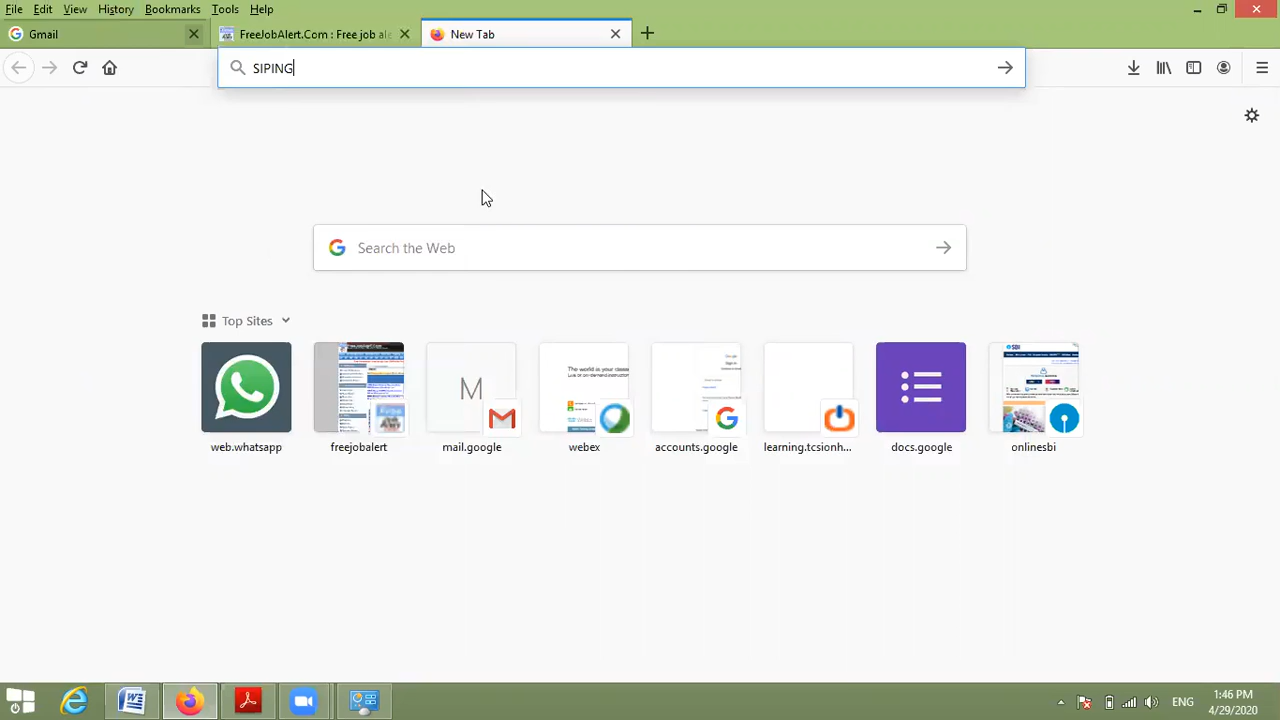 File Edit View History Bookmarks Tools Help
Gmail
FreeJobAlert.Com : Free job ale
New Tab
SIPING
Search the Web
Top Sites
M
web.whatsapp
freejobalert
mail.google
webex
accounts.google
learning.tcsionh...
docs.google
onlinesbi
SBI
ENG
1:46 PM
4/29/2020